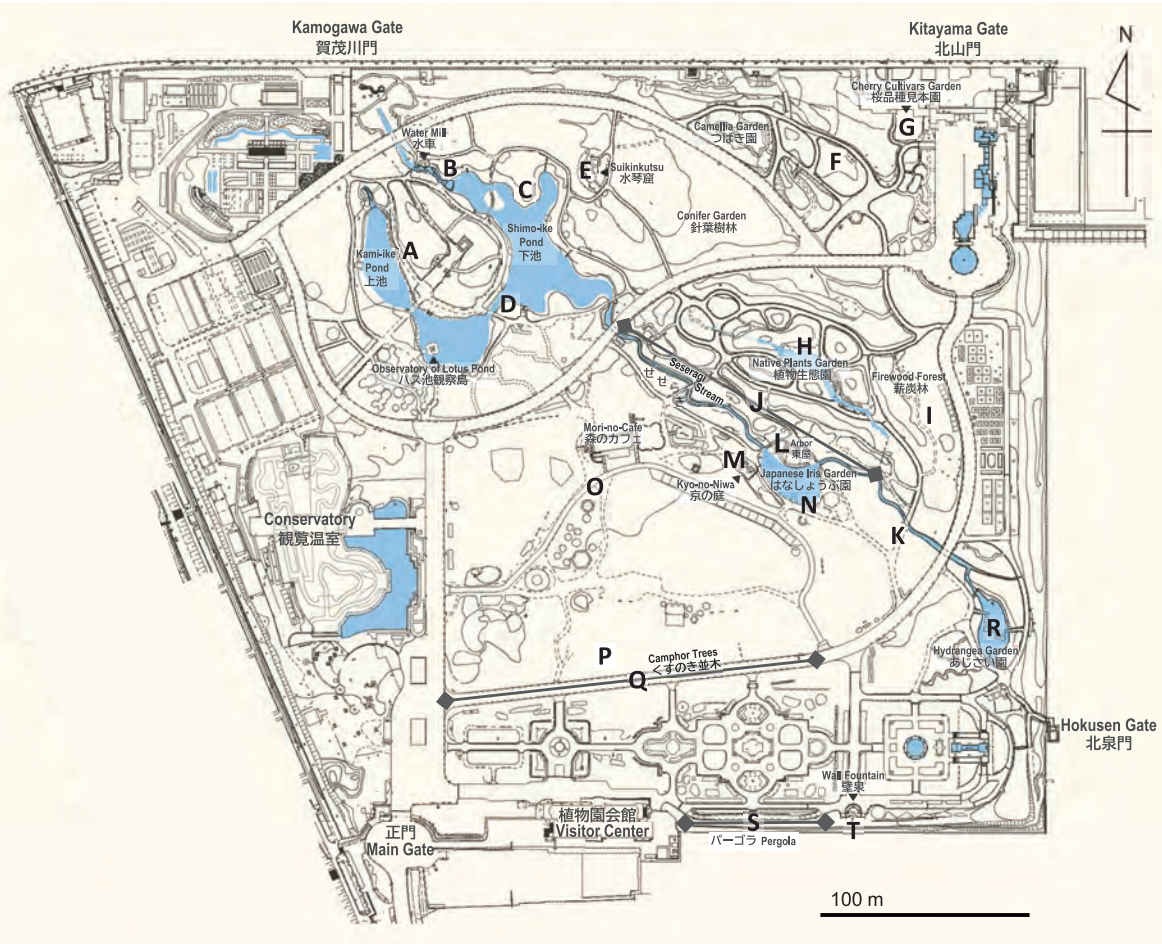 Kamogawa Gate
賀茂川門
Kitayama Gate
北山門
N
Cherry Cultivars Garden
桜品種見本園
G
Water Mill
水車
Camellia Garden
つばき園
F
B
E
Suikinkutsu
水琴窟
C
Conifer Garden
針葉樹林
Shimo-ike
Pond
下池
A
Kami-ike
Pond
上池
D
H
Native Plants Garden
植物生態園
Observatory of Lotus Pond
ハス池観察島
Seseragi
Stream
せせ
Firewood Forest
薪炭林
J
I
Mori-no-Cafe
森のカフェ
L
Arbor
東屋
M
Japanese Iris Garden
はなしょうぶ園
Kyo-no-Niwa
京の庭
O
N
Conservatory
観覧温室
K
R
Hydrangea Garden
あじさい園
P
Camphor Trees
くすのき並木
Q
Hokusen Gate
北泉門
Wall Fountain
壁泉
植物園会館
Visitor Center
S
T
正門
Main Gate
パーゴラ Pergola
100 m